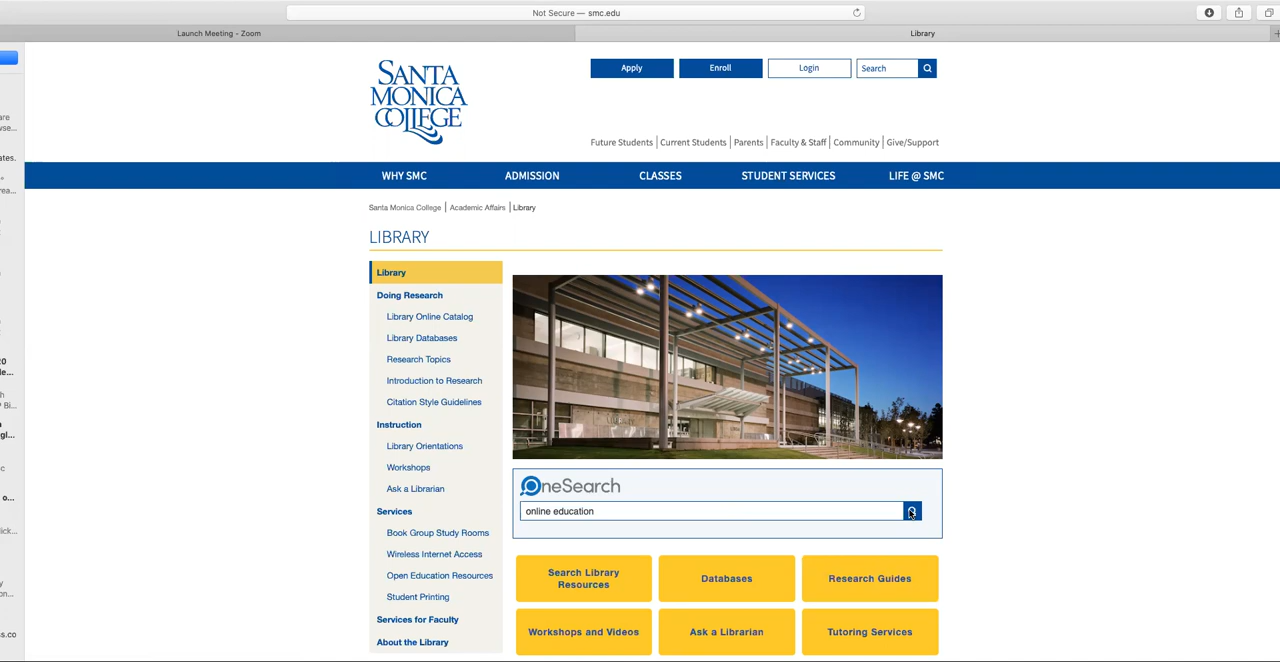 Not Secure — smc.edu
Launch Meeting - Zoom
Library
SANTA
MONICA
COLLEGE
Apply
Enroll
Login
Search
Future Students
Current Students
Parents
Faculty & Staff
Community
Give/Support
WHY SMC
ADMISSION
CLASSES
STUDENT SERVICES
LIFE @ SMC
Santa Monica College
Academic Affairs
Library
LIBRARY
Library
Doing Research
Library Online Catalog
Library Databases
Research Topics
Introduction to Research
Citation Style Guidelines
Instruction
Library Orientations
Workshops
Ask a Librarian
Services
Book Group Study Rooms
Wireless Internet Access
Open Education Resources
Student Printing
Services for Faculty
About the Library
OneSearch
online education
Search Library
Resources
Databases
Research Guides
Workshops and Videos
Ask a Librarian
Tutoring Services